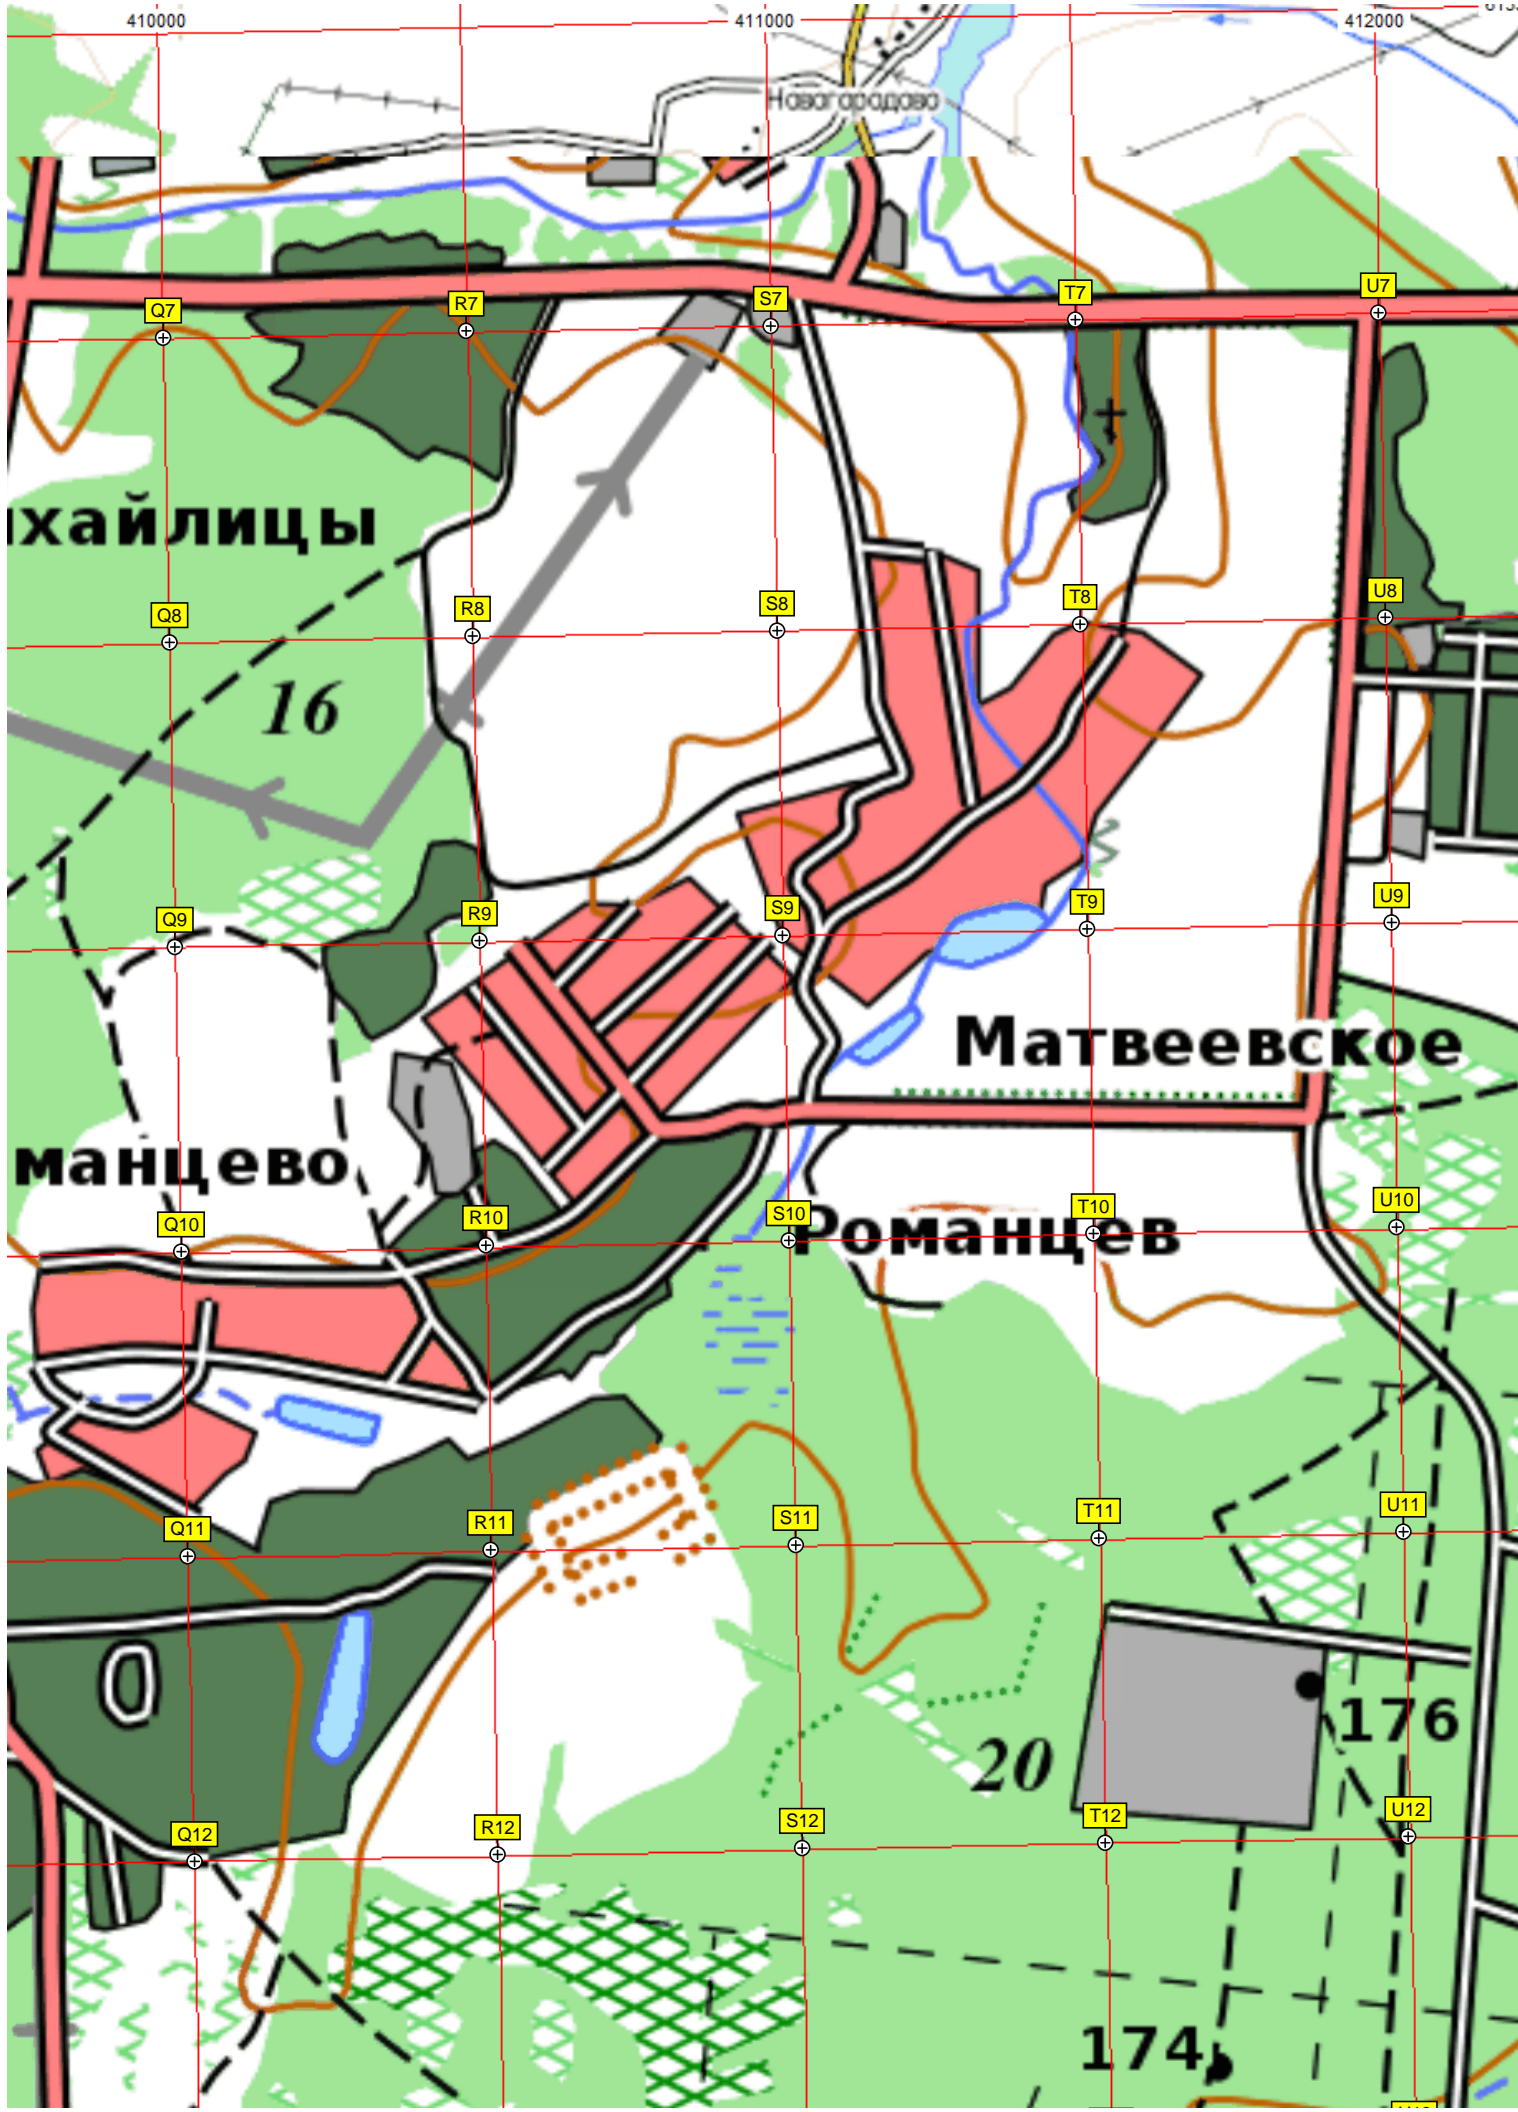 410000 411000 412000
Новогородово
Q7 R7 S7 T7 U7
ихайлицы
Q8 R8 S8 T8 U8
16
Q9 R9 S9 T9 U9
Матвеевское
манцево
Q10 R10 S10 T10 U10
Романцев
Q11 R11 S11 T11 U11
176
20
Q12 R12 S12 T12 U12
174